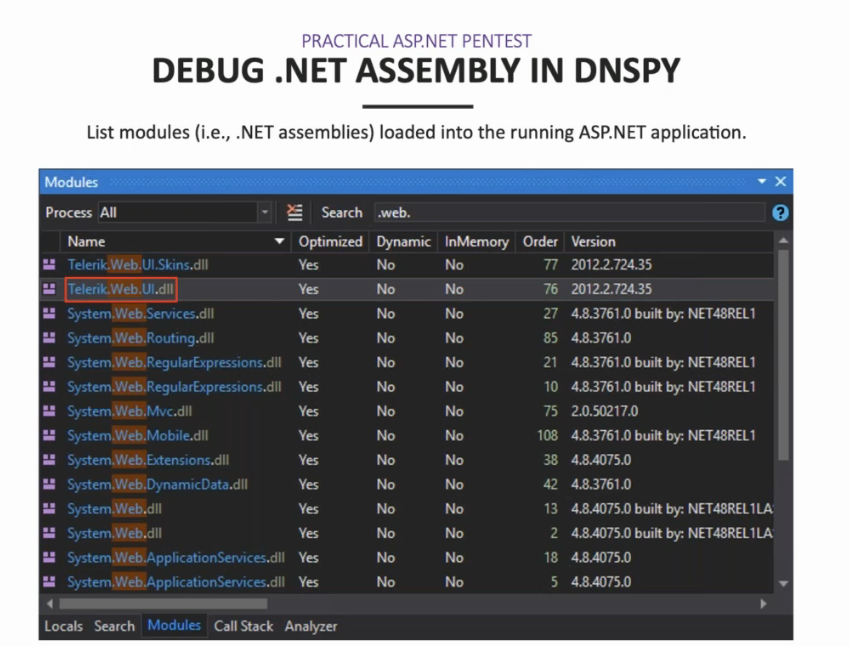 PRACTICAL ASP.NET PENTEST
DEBUG .NET ASSEMBLY IN DNSPY
List modules (i.e., .NET assemblies) loaded into the running ASP.NET application.
Modules
Process All Search .web.
Name Optimized Dynamic InMemory Order Version
Telerik.Web.UI.Skins.dll Yes No No 77 2012.2.724.35
Telerik.Web.UI.dll Yes No No 76 2012.2.724.35
System.Web.Services.dll Yes No No 27 4.8.3761.0 built by: NET48REL1
System.Web.Routing.dll Yes No No 85 4.8.3761.0
System.Web.RegularExpressions.dll Yes No No 21 4.8.3761.0 built by: NET48REL1
System.Web.RegularExpressions.dll Yes No No 10 4.8.3761.0 built by: NET48REL1
System.Web.Mvc.dll Yes No No 75 2.0.50217.0
System.Web.Mobile.dll Yes No No 108 4.8.3761.0 built by: NET48REL1
System.Web.Extensions.dll Yes No No 38 4.8.4075.0
System.Web.DynamicData.dll Yes No No 42 4.8.3761.0
System.Web.dll Yes No No 13 4.8.4075.0 built by: NET48REL1LA
System.Web.dll Yes No No 2 4.8.4075.0 built by: NET48REL1LA
System.Web.ApplicationServices.dll Yes No No 18 4.8.4075.0
System.Web.ApplicationServices.dll Yes No No 5 4.8.4075.0
Locals Search Modules Call Stack Analyzer